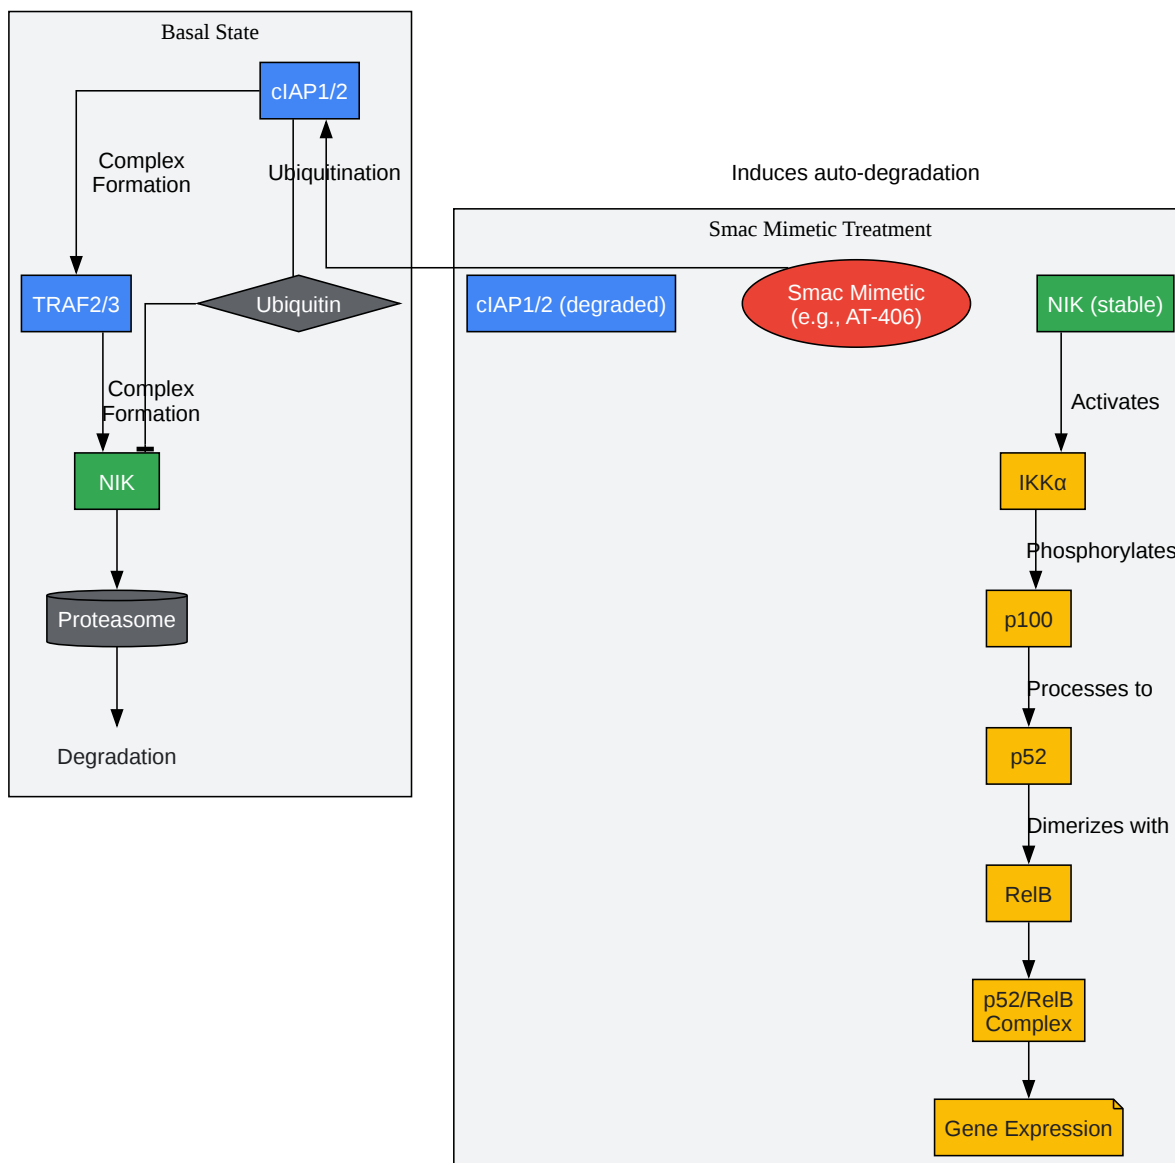 Basal State
cIAP1/2
Complex
Formation
Ubiquitination
TRAF2/3
Ubiquitin
Complex
Formation
NIK
Proteasome
Degradation
Induces auto-degradation
Smac Mimetic Treatment
cIAP1/2 (degraded)
Smac Mimetic
(e.g., AT-406)
NIK (stable)
Activates
IKKα
Phosphorylates
p100
Processes to
p52
Dimerizes with
RelB
p52/RelB
Complex
Gene Expression